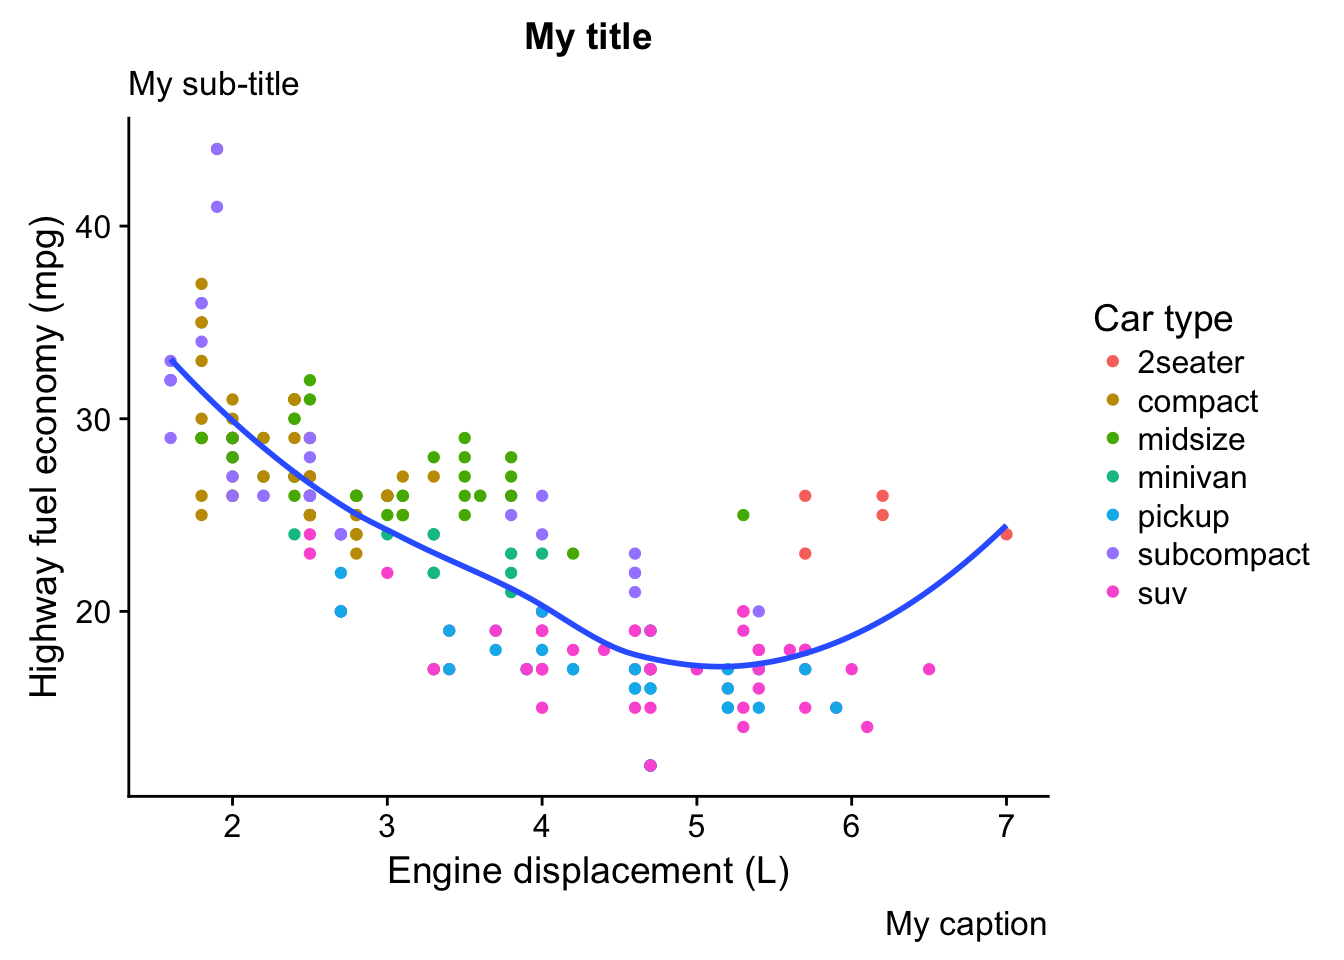 My title
My sub-title
Highway fuel economy (mpg)
40
30
20
2 3 4 5 6 7
Engine displacement (L)
Car type
2seater
compact
midsize
minivan
pickup
subcompact
suv
My caption